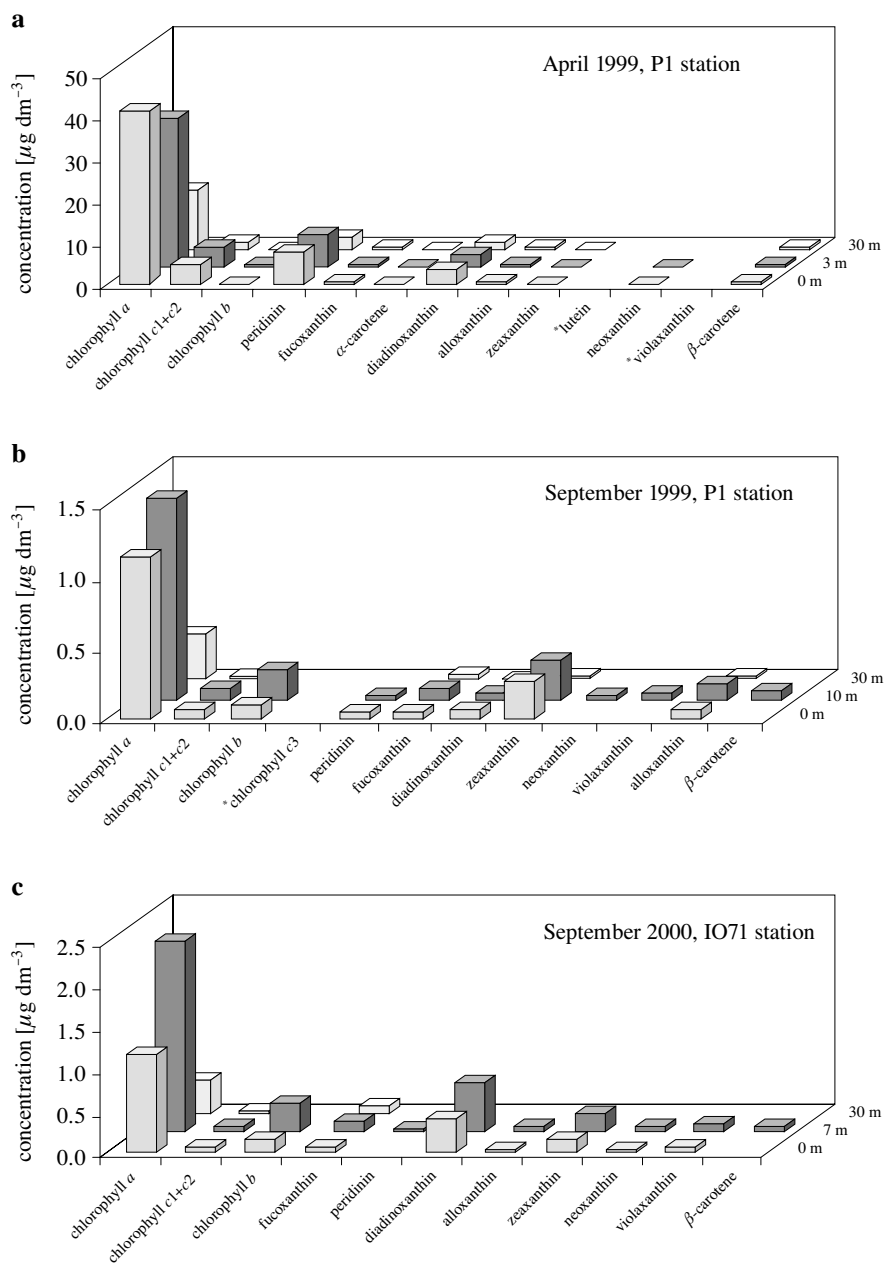 a
April 1999, P1 station
concentration [µg dm⁻³]
50
40
30
20
10
0
30 m
3 m
0 m
chlorophyll a
chlorophyll c1+c2
chlorophyll b
peridinin
fucoxanthin
α-carotene
diadinoxanthin
alloxanthin
zeaxanthin
*lutein
neoxanthin
*violaxanthin
β-carotene
b
September 1999, P1 station
concentration [µg dm⁻³]
1.5
1.0
0.5
0.0
30 m
10 m
0 m
chlorophyll a
chlorophyll c1+c2
chlorophyll b
*chlorophyll c3
peridinin
fucoxanthin
diadinoxanthin
zeaxanthin
neoxanthin
violaxanthin
alloxanthin
β-carotene
c
September 2000, IO71 station
concentration [µg dm⁻³]
2.5
2.0
1.5
1.0
0.5
0.0
30 m
7 m
0 m
chlorophyll a
chlorophyll c1+c2
chlorophyll b
fucoxanthin
peridinin
diadinoxanthin
alloxanthin
zeaxanthin
neoxanthin
violaxanthin
β-carotene